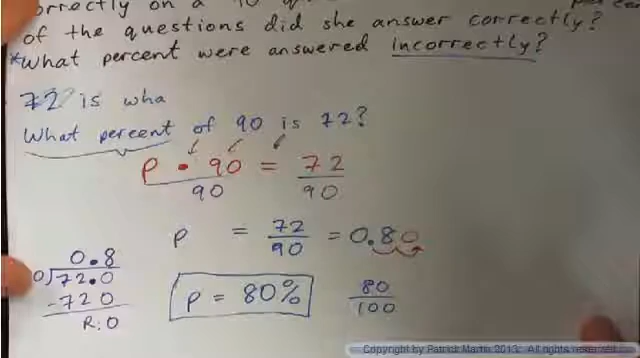 on a
of the questions did she answer correctly?
*What percent were answered incorrectly?
72 is wha
What percent of 90 is 72?
P • 90 = 72
90 90
P = 72/90 = 0.80
0.8
0)72.0
-720
R:0
P = 80%
80/100
Copyright by Patrick Martin 2013. All rights reserved.